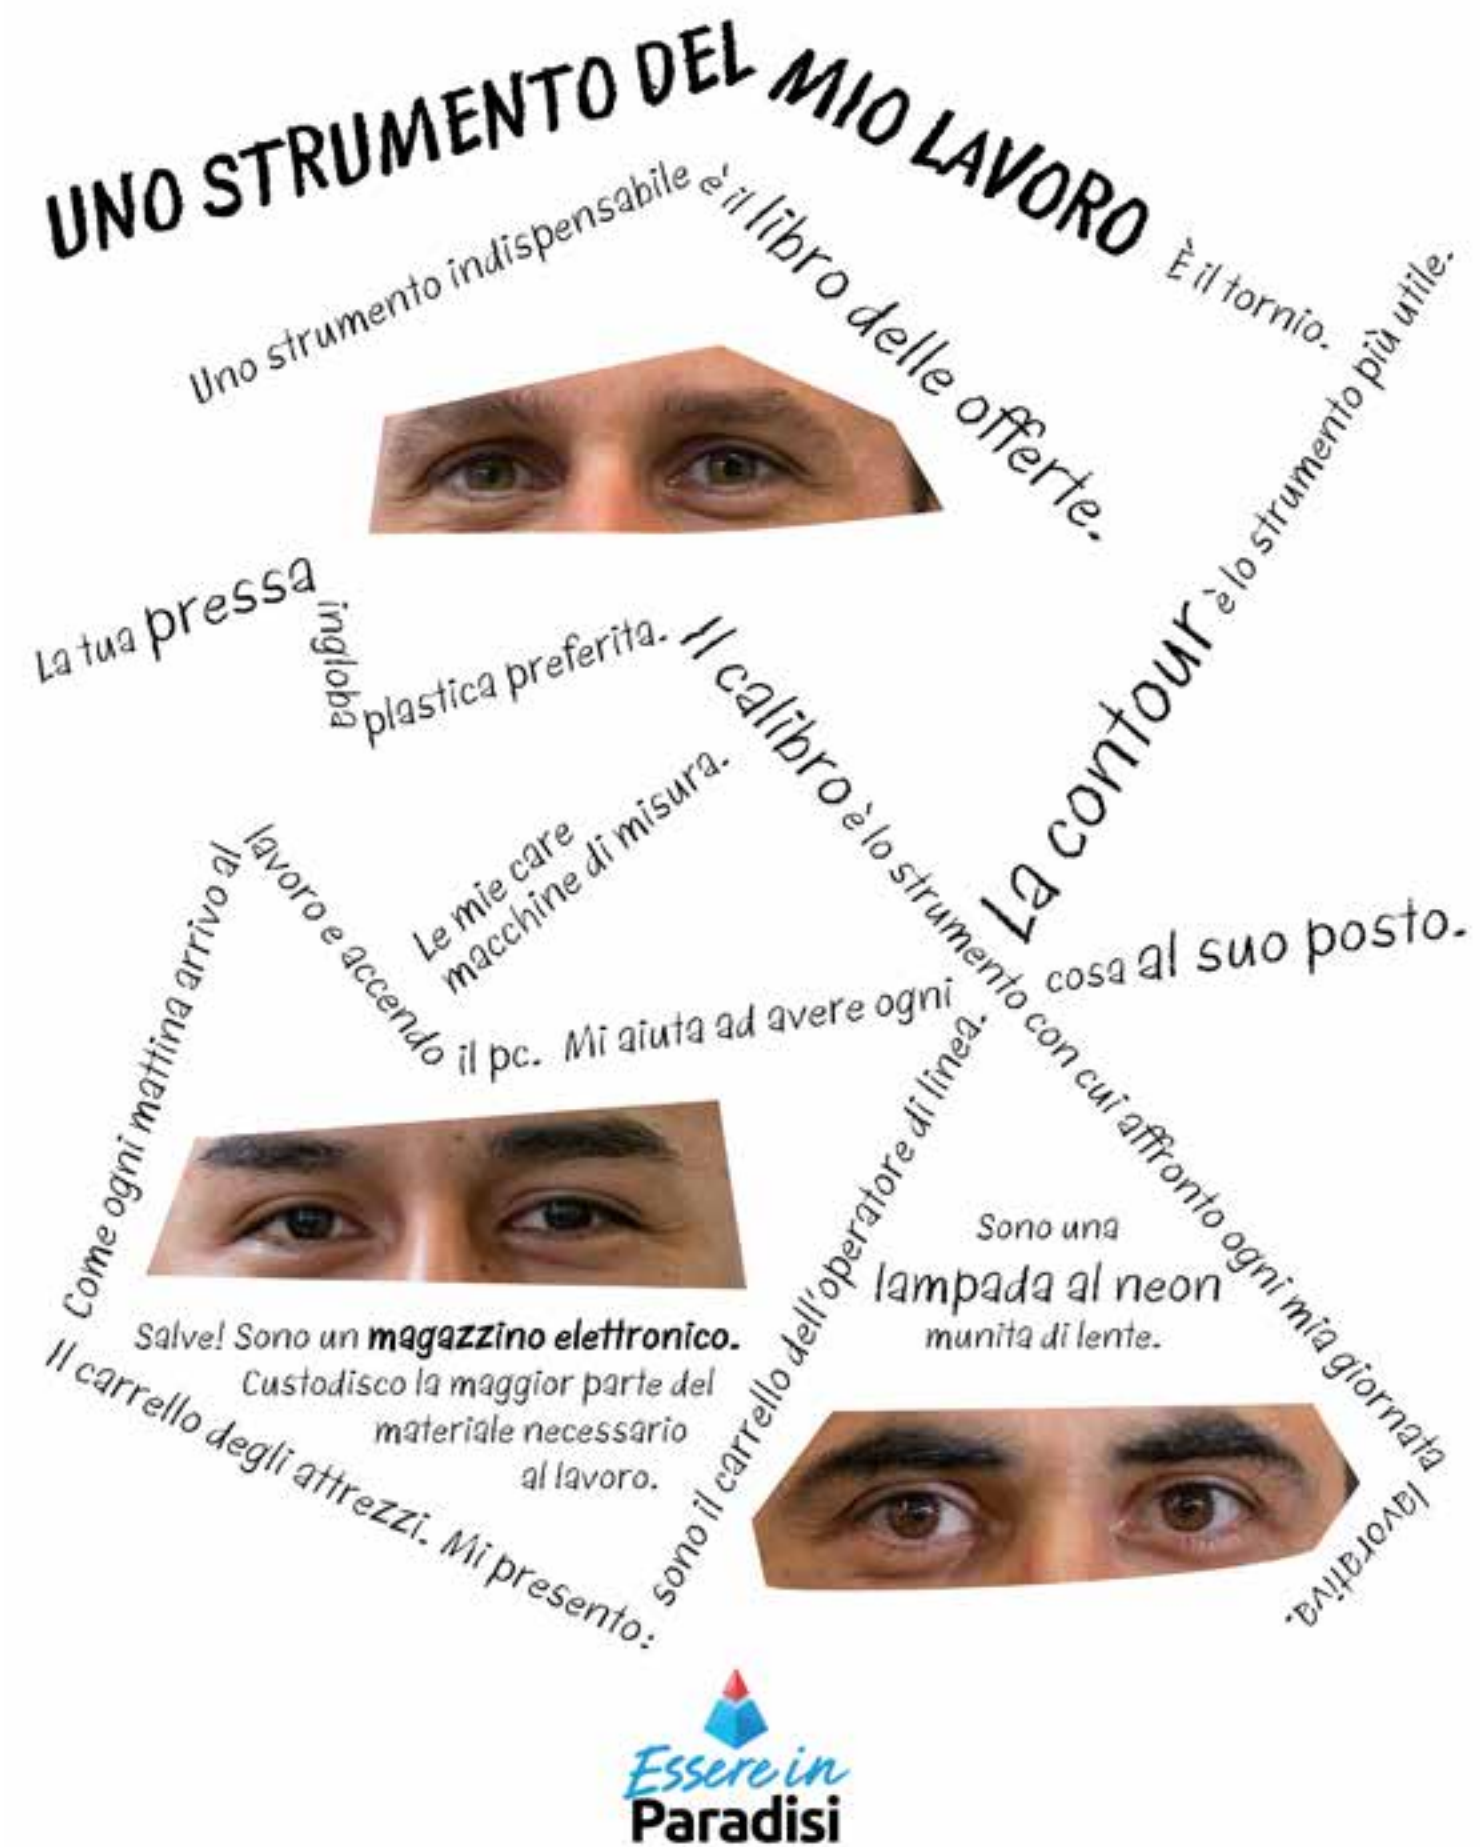 UNO STRUMENTO DEL MIO LAVORO
Uno strumento indispensabile è il libro delle offerte.
È il tornio.
La contour è lo strumento più utile.
La tua pressa ingloba plastica preferita.
Il calibro è lo strumento con cui affronto ogni mia giornata lavorativa.
Le mie care
macchine di misura.
Come ogni mattina arrivo al lavoro e accendo il pc.
Mi aiuta ad avere ogni cosa al suo posto.
Salve! Sono un magazzino elettronico.
Custodisco la maggior parte del
materiale necessario
al lavoro.
Sono una
lampada al neon
munita di lente.
Il carrello degli attrezzi. Mi presento:
sono il carrello dell'operatore di linea.
Essere in
Paradisi